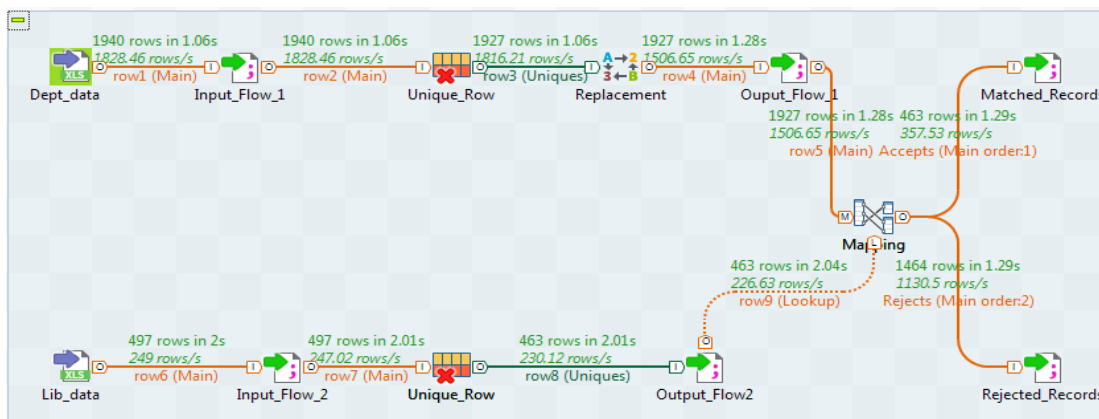 1940 rows in 1.06s
1828.46 rows/s
row1 (Main)
1940 rows in 1.06s
1828.46 rows/s
row2 (Main)
1927 rows in 1.06s
1816.21 rows/s
row3 (Uniques)
1927 rows in 1.28s
1506.65 rows/s
row4 (Main)
Dept_data
Input_Flow_1
Unique_Row
Replacement
Ouput_Flow_1
Matched_Records
1927 rows in 1.28s
1506.65 rows/s
row5 (Main)
463 rows in 1.29s
357.53 rows/s
Accepts (Main order:1)
Mapping
463 rows in 2.04s
226.63 rows/s
row9 (Lookup)
1464 rows in 1.29s
1130.5 rows/s
Rejects (Main order:2)
497 rows in 2s
249 rows/s
row6 (Main)
497 rows in 2.01s
247.02 rows/s
row7 (Main)
463 rows in 2.01s
230.12 rows/s
row8 (Uniques)
Lib_data
Input_Flow_2
Unique_Row
Output_Flow2
Rejected_Records